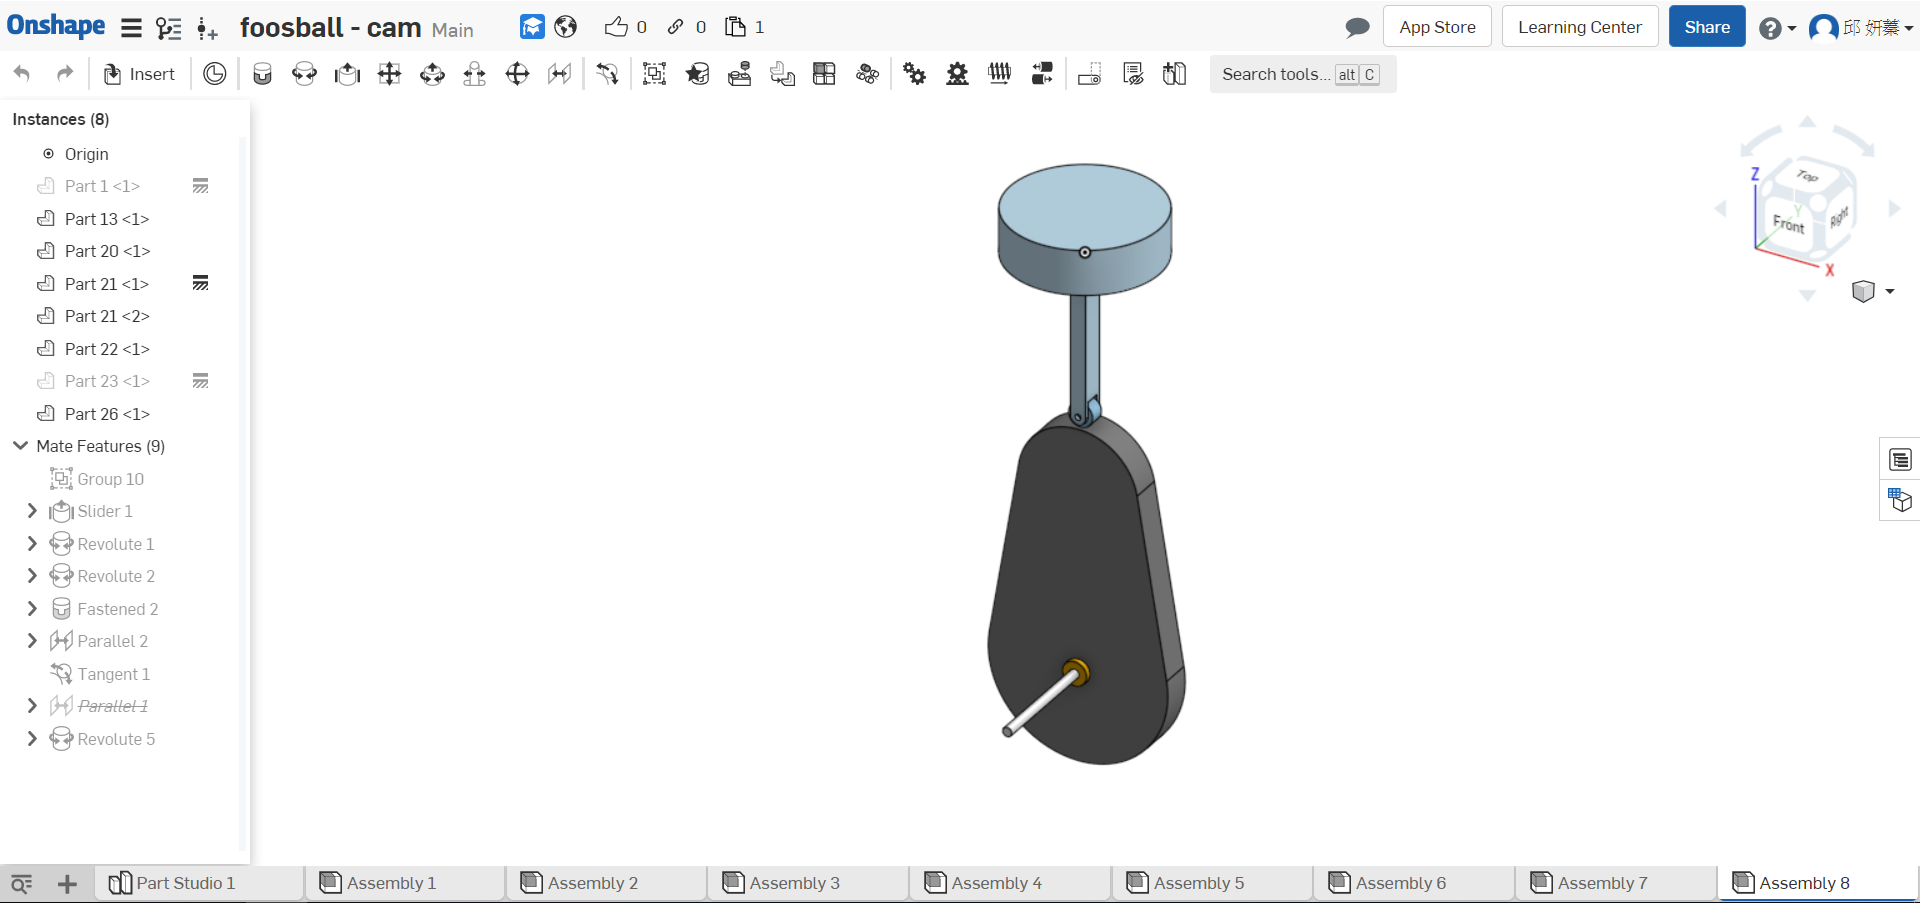 Onshape foosball - cam Main 0 0 1 App Store Learning Center Share 邱 妍蓁
Insert Search tools... alt C
Instances (8)
Origin
Part 1 <1>
Part 13 <1>
Part 20 <1>
Part 21 <1>
Part 21 <2>
Part 22 <1>
Part 23 <1>
Part 26 <1>
Mate Features (9)
Group 10
Slider 1
Revolute 1
Revolute 2
Fastened 2
Parallel 2
Tangent 1
Parallel 1
Revolute 5
Z
Top
Y
Front
Right
X
Part Studio 1 Assembly 1 Assembly 2 Assembly 3 Assembly 4 Assembly 5 Assembly 6 Assembly 7 Assembly 8